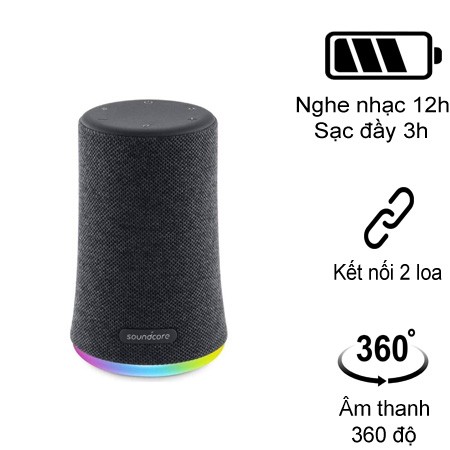 Nghe nhạc 12h
Sạc đầy 3h
Kết nối 2 loa
soundcore
360°
Âm thanh
360 độ